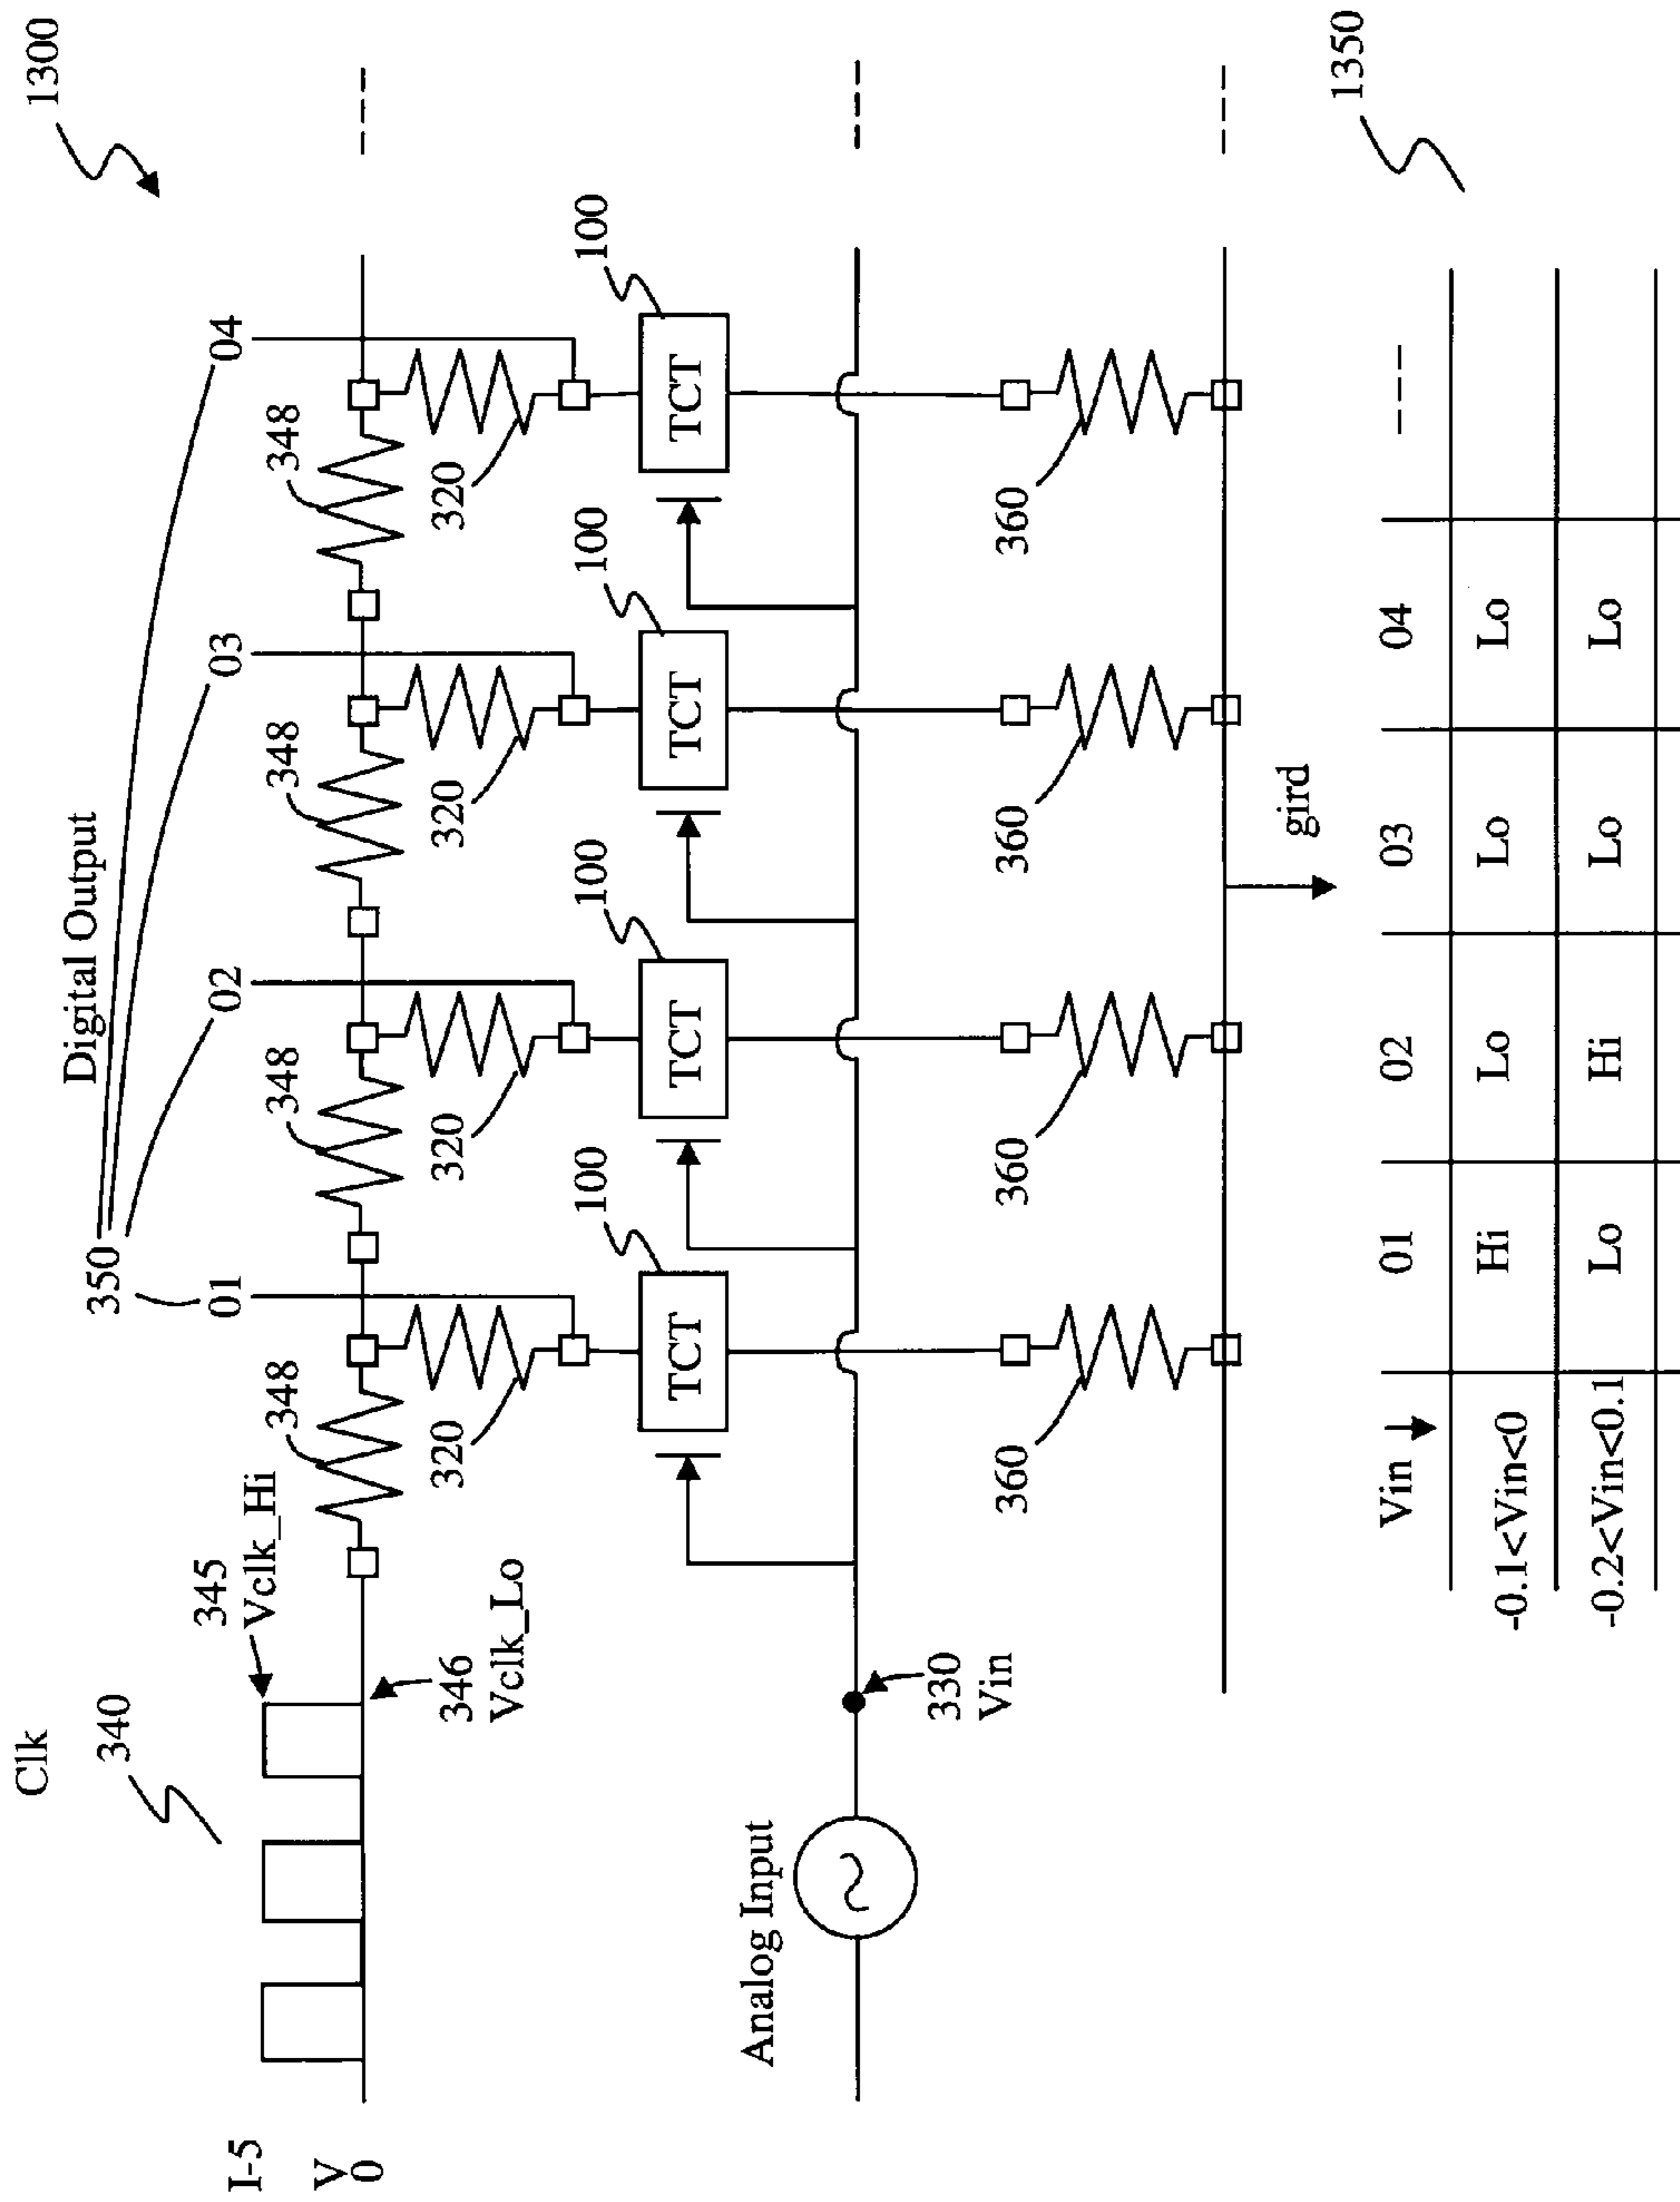 1300
Clk
340
345
Vclk_Hi
346
Vclk_Lo
I-5
V
0
Digital Output
350
01
02
03
04
348
348
348
348
320
320
320
320
100
100
100
100
TCT
TCT
TCT
TCT
Analog Input
330
Vin
360
360
360
360
gird
1350
Vin 01 02 03 04
-0.1<Vin<0 Hi Lo Lo Lo
-0.2<Vin<0.1 Lo Hi Lo Lo